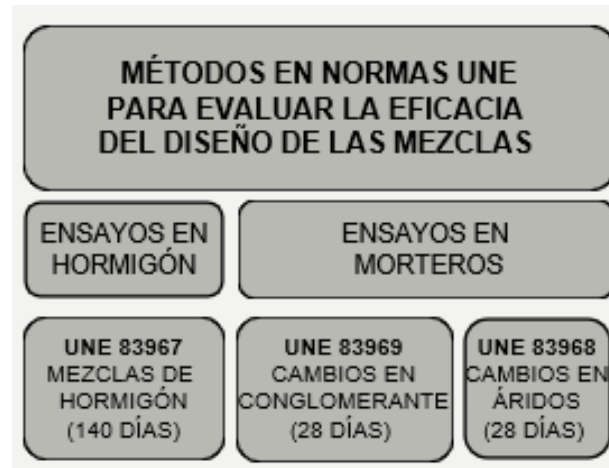 MÉTODOS EN NORMAS UNE
PARA EVALUAR LA EFICACIA
DEL DISEÑO DE LAS MEZCLAS
ENSAYOS EN
HORMIGÓN
ENSAYOS EN
MORTEROS
UNE 83967
MEZCLAS DE
HORMIGÓN
(140 DÍAS)
UNE 83969
CAMBIOS EN
CONGLOMERANTE
(28 DÍAS)
UNE 83968
CAMBIOS EN
ÁRIDOS
(28 DÍAS)